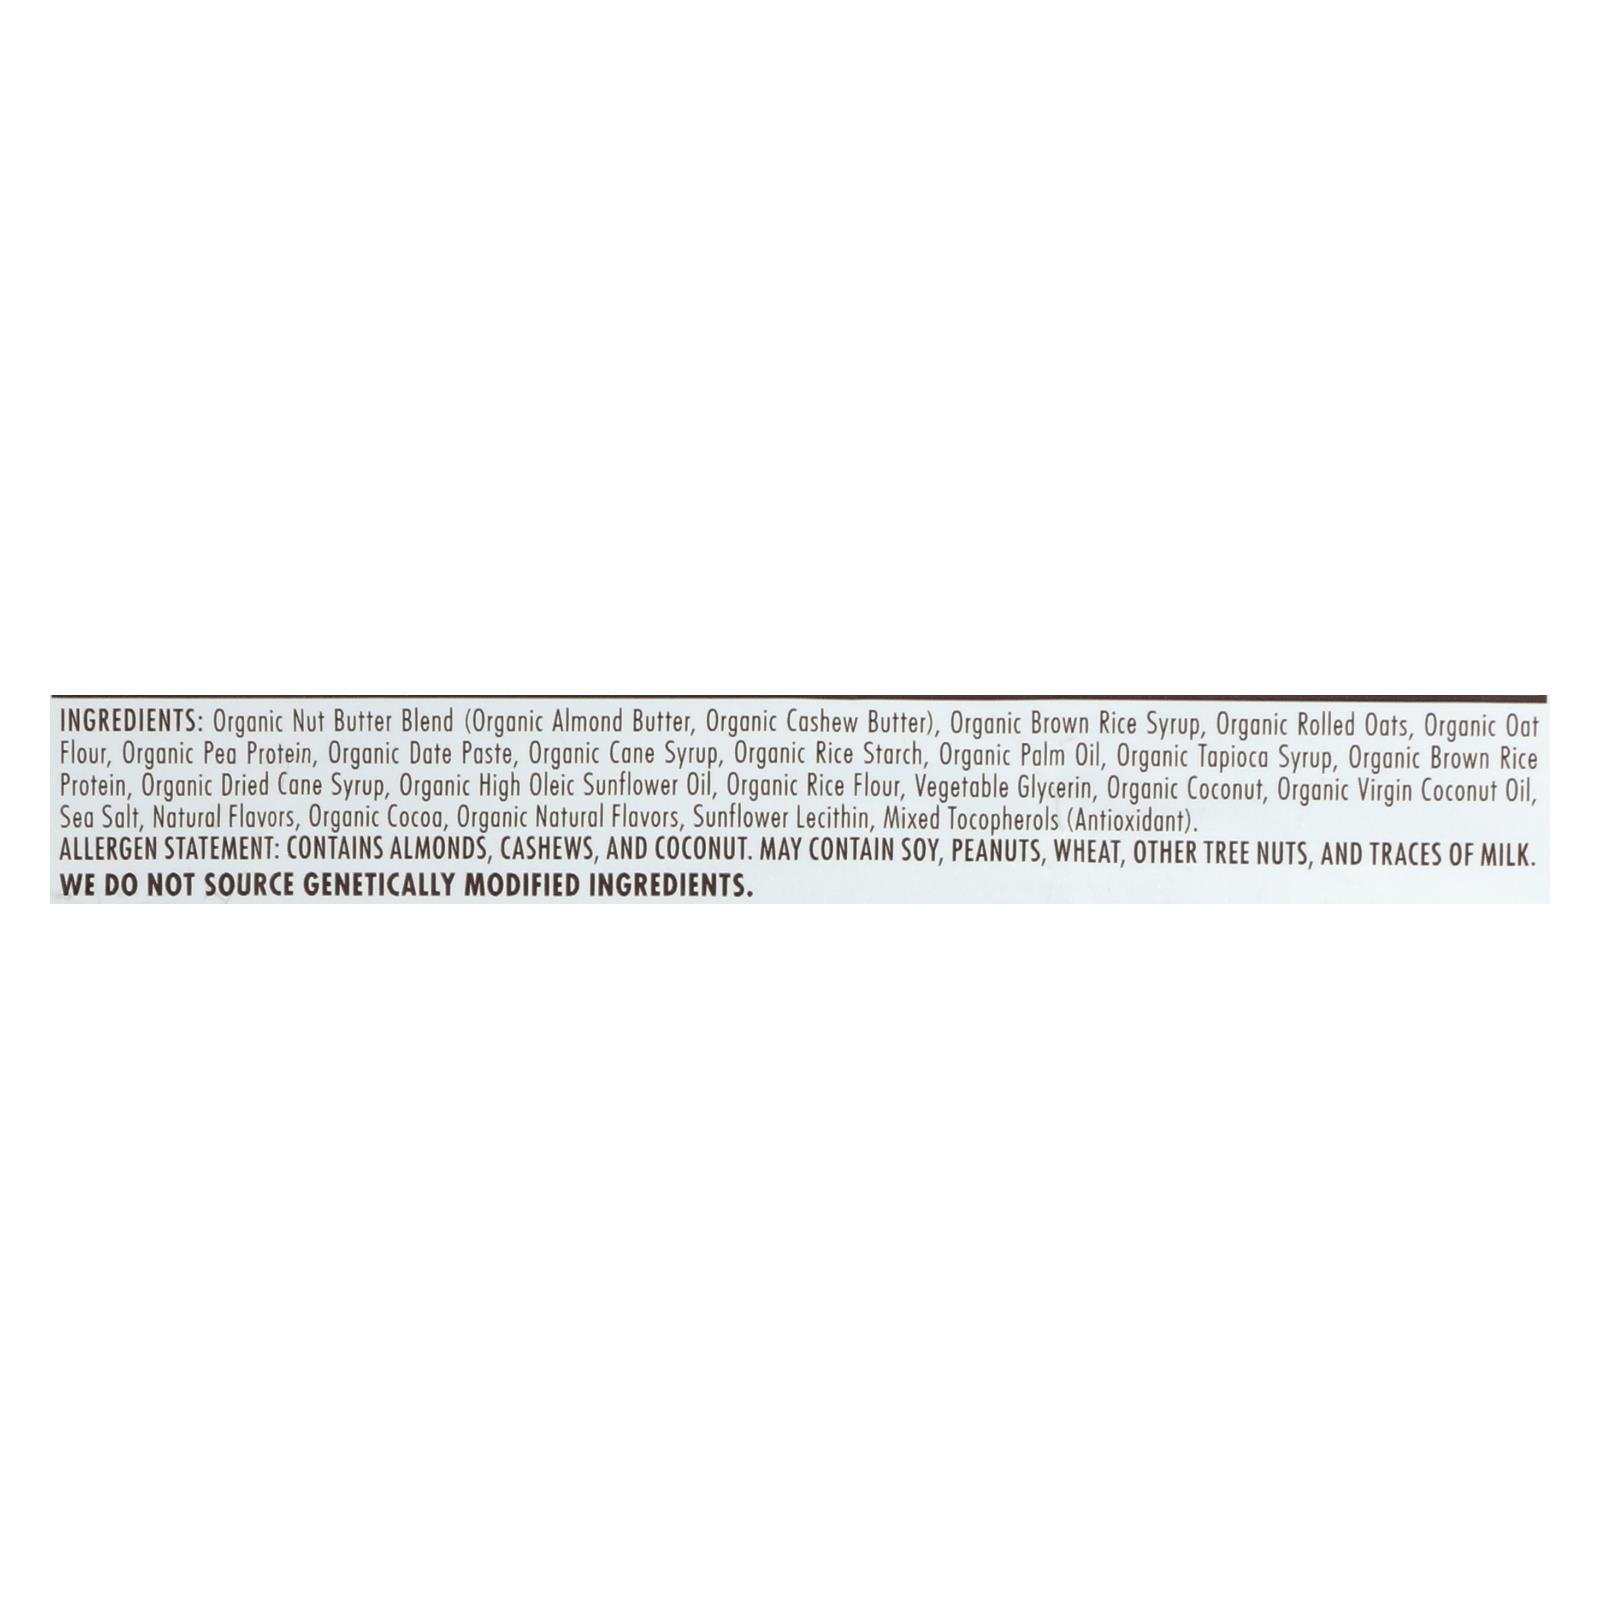 INGREDIENTS: Organic Nut Butter Blend (Organic Almond Butter, Organic Cashew Butter), Organic Brown Rice Syrup, Organic Rolled Oats, Organic Oat
Flour, Organic Pea Protein, Organic Date Paste, Organic Cane Syrup, Organic Rice Starch, Organic Palm Oil, Organic Tapioca Syrup, Organic Brown Rice
Protein, Organic Dried Cane Syrup, Organic High Oleic Sunflower Oil, Organic Rice Flour, Vegetable Glycerin, Organic Coconut, Organic Virgin Coconut Oil,
Sea Salt, Natural Flavors, Organic Cocoa, Organic Natural Flavors, Sunflower Lecithin, Mixed Tocopherols (Antioxidant).
ALLERGEN STATEMENT: CONTAINS ALMONDS, CASHEWS, AND COCONUT. MAY CONTAIN SOY, PEANUTS, WHEAT, OTHER TREE NUTS, AND TRACES OF MILK.
WE DO NOT SOURCE GENETICALLY MODIFIED INGREDIENTS.